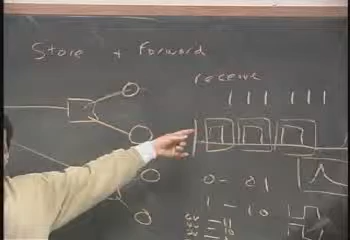 Store + Forward
receive
| | | | | |
0 - 01
1 - 10